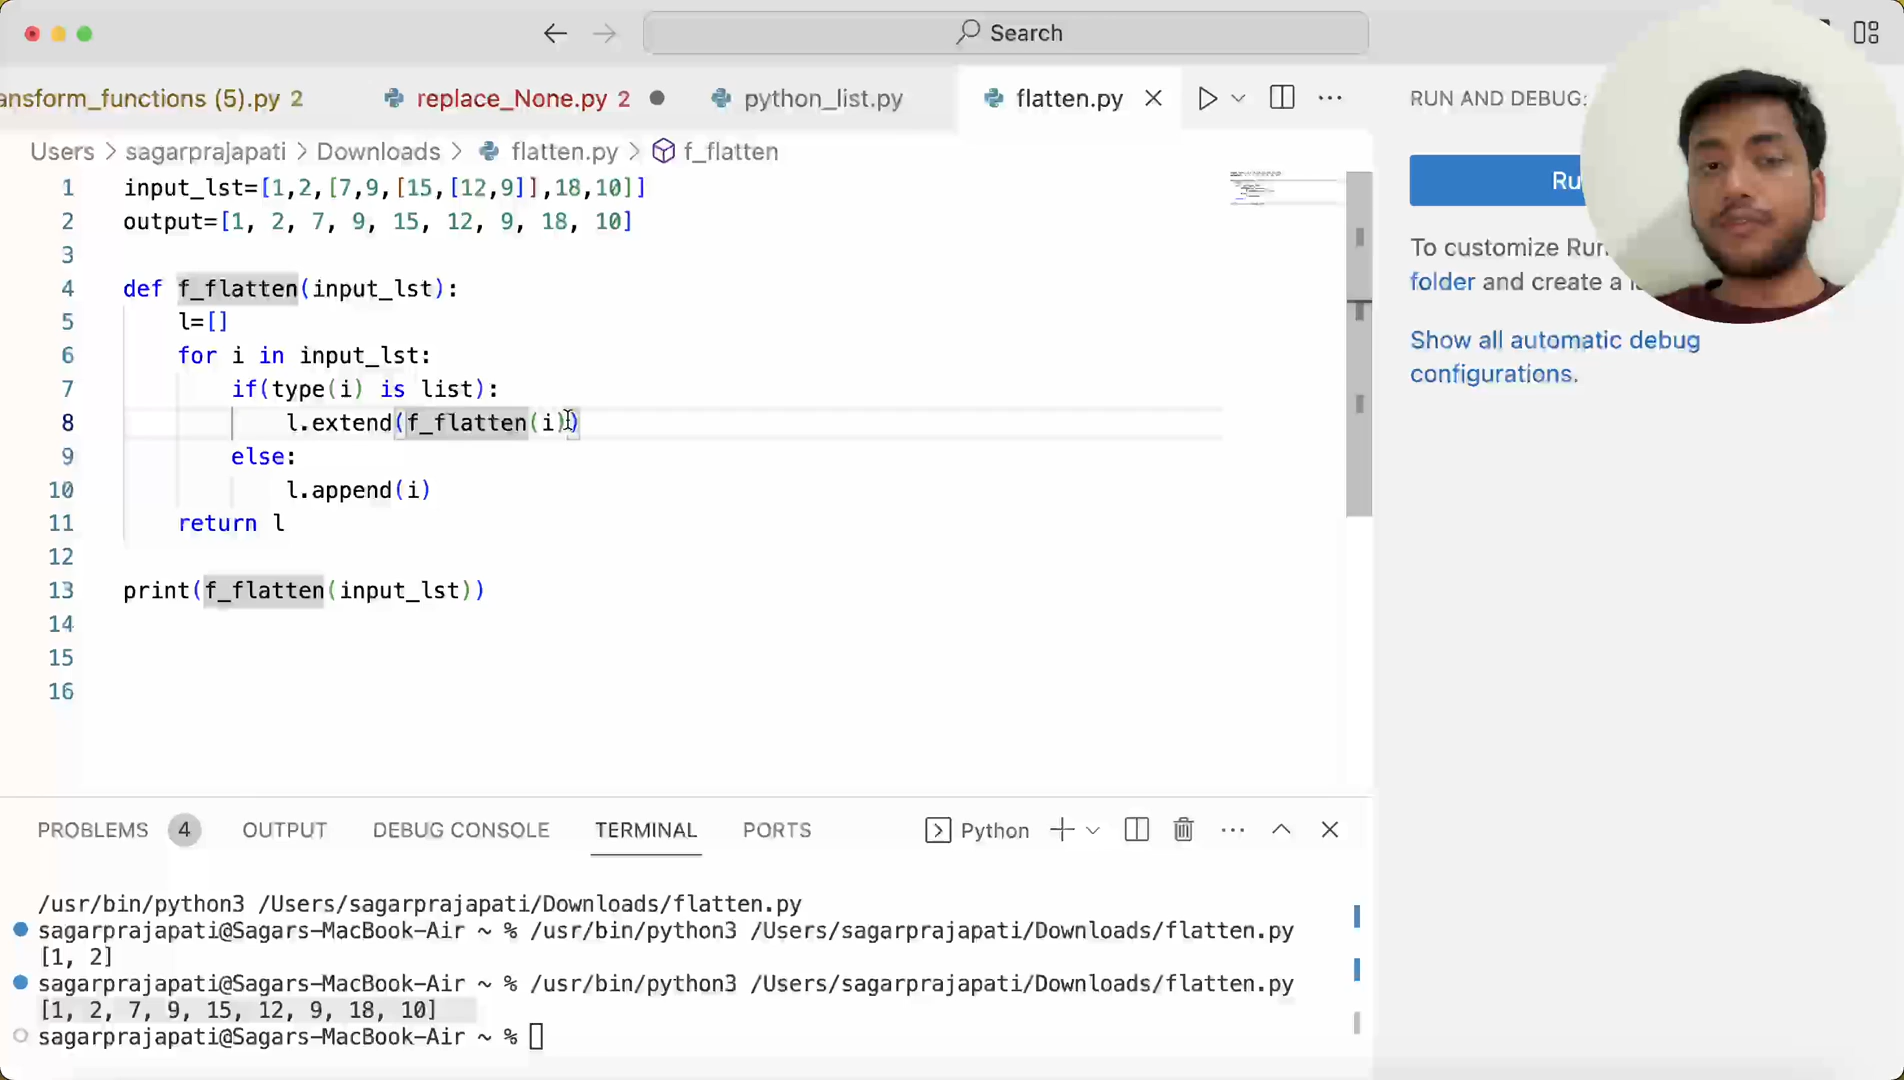 Search
ansform_functions (5).py 2
replace_None.py 2
python_list.py
flatten.py
RUN AND DEBUG:
Users > sagarprajapati > Downloads > flatten.py > f_flatten
1 input_lst=[1,2,[7,9,[15,[12,9]],18,10]]
2 output=[1, 2, 7, 9, 15, 12, 9, 18, 10]
3
4 def f_flatten(input_lst):
5 l=[]
6 for i in input_lst:
7 if(type(i) is list):
8 l.extend(f_flatten(i))
9 else:
10 l.append(i)
11 return l
12
13 print(f_flatten(input_lst))
14
15
16
Ru
To customize Run
folder and create a
Show all automatic debug
configurations.
PROBLEMS 4 OUTPUT DEBUG CONSOLE TERMINAL PORTS
Python
/usr/bin/python3 /Users/sagarprajapati/Downloads/flatten.py
sagarprajapati@Sagars-MacBook-Air ~ % /usr/bin/python3 /Users/sagarprajapati/Downloads/flatten.py
[1, 2]
sagarprajapati@Sagars-MacBook-Air ~ % /usr/bin/python3 /Users/sagarprajapati/Downloads/flatten.py
[1, 2, 7, 9, 15, 12, 9, 18, 10]
sagarprajapati@Sagars-MacBook-Air ~ %